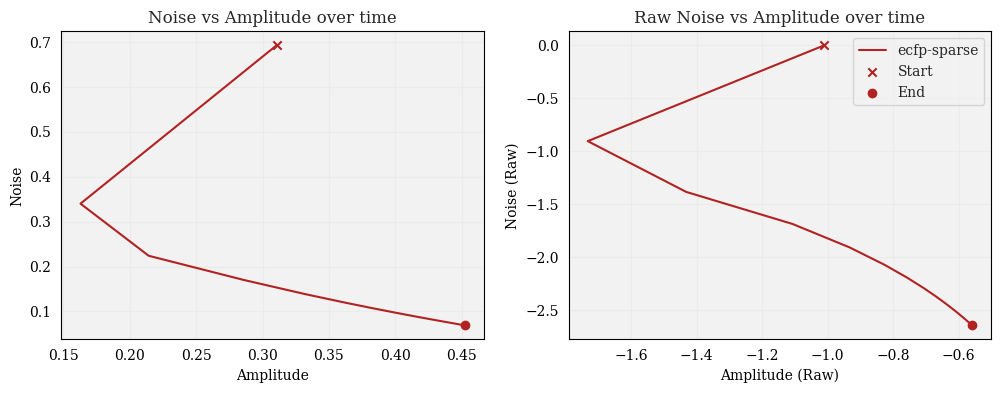 Noise vs Amplitude over time
Noise
0.7
0.6
0.5
0.4
0.3
0.2
0.1
0.15
0.20
0.25
0.30
0.35
0.40
0.45
Amplitude
Raw Noise vs Amplitude over time
Noise (Raw)
0.0
−0.5
−1.0
−1.5
−2.0
−2.5
ecfp-sparse
Start
End
−1.6
−1.4
−1.2
−1.0
−0.8
−0.6
Amplitude (Raw)